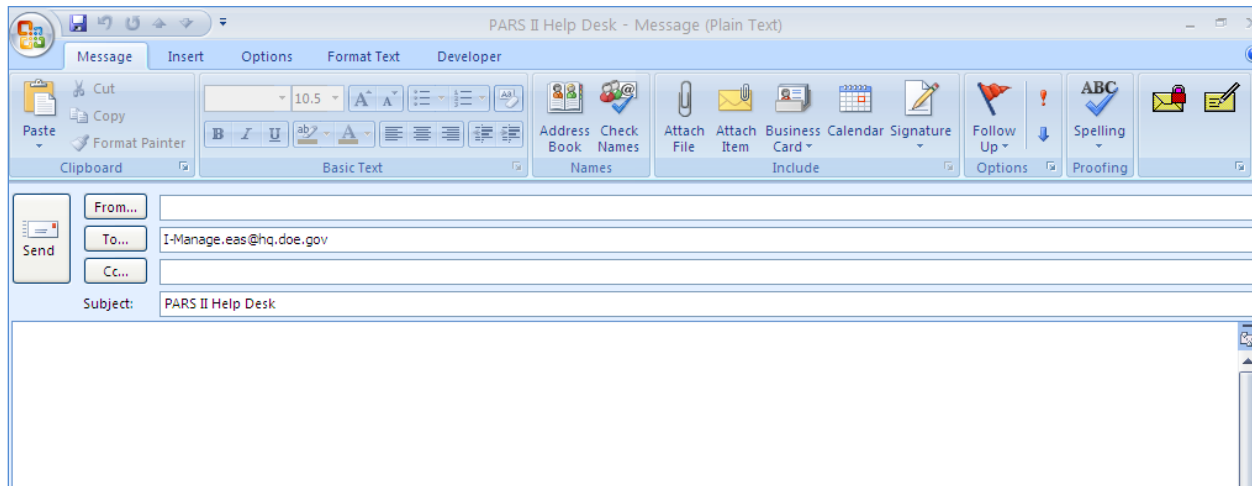 PARS II Help Desk - Message (Plain Text)
Message Insert Options Format Text Developer
Paste Cut Copy Format Painter
10.5 A A Aa
B I U ab A
Address Book Check Names
Attach File Attach Item Business Card Calendar Signature
Follow Up
ABC Spelling
Clipboard Basic Text Names Include Options Proofing
Send
From...
To... I-Manage.eas@hq.doe.gov
Cc...
Subject: PARS II Help Desk